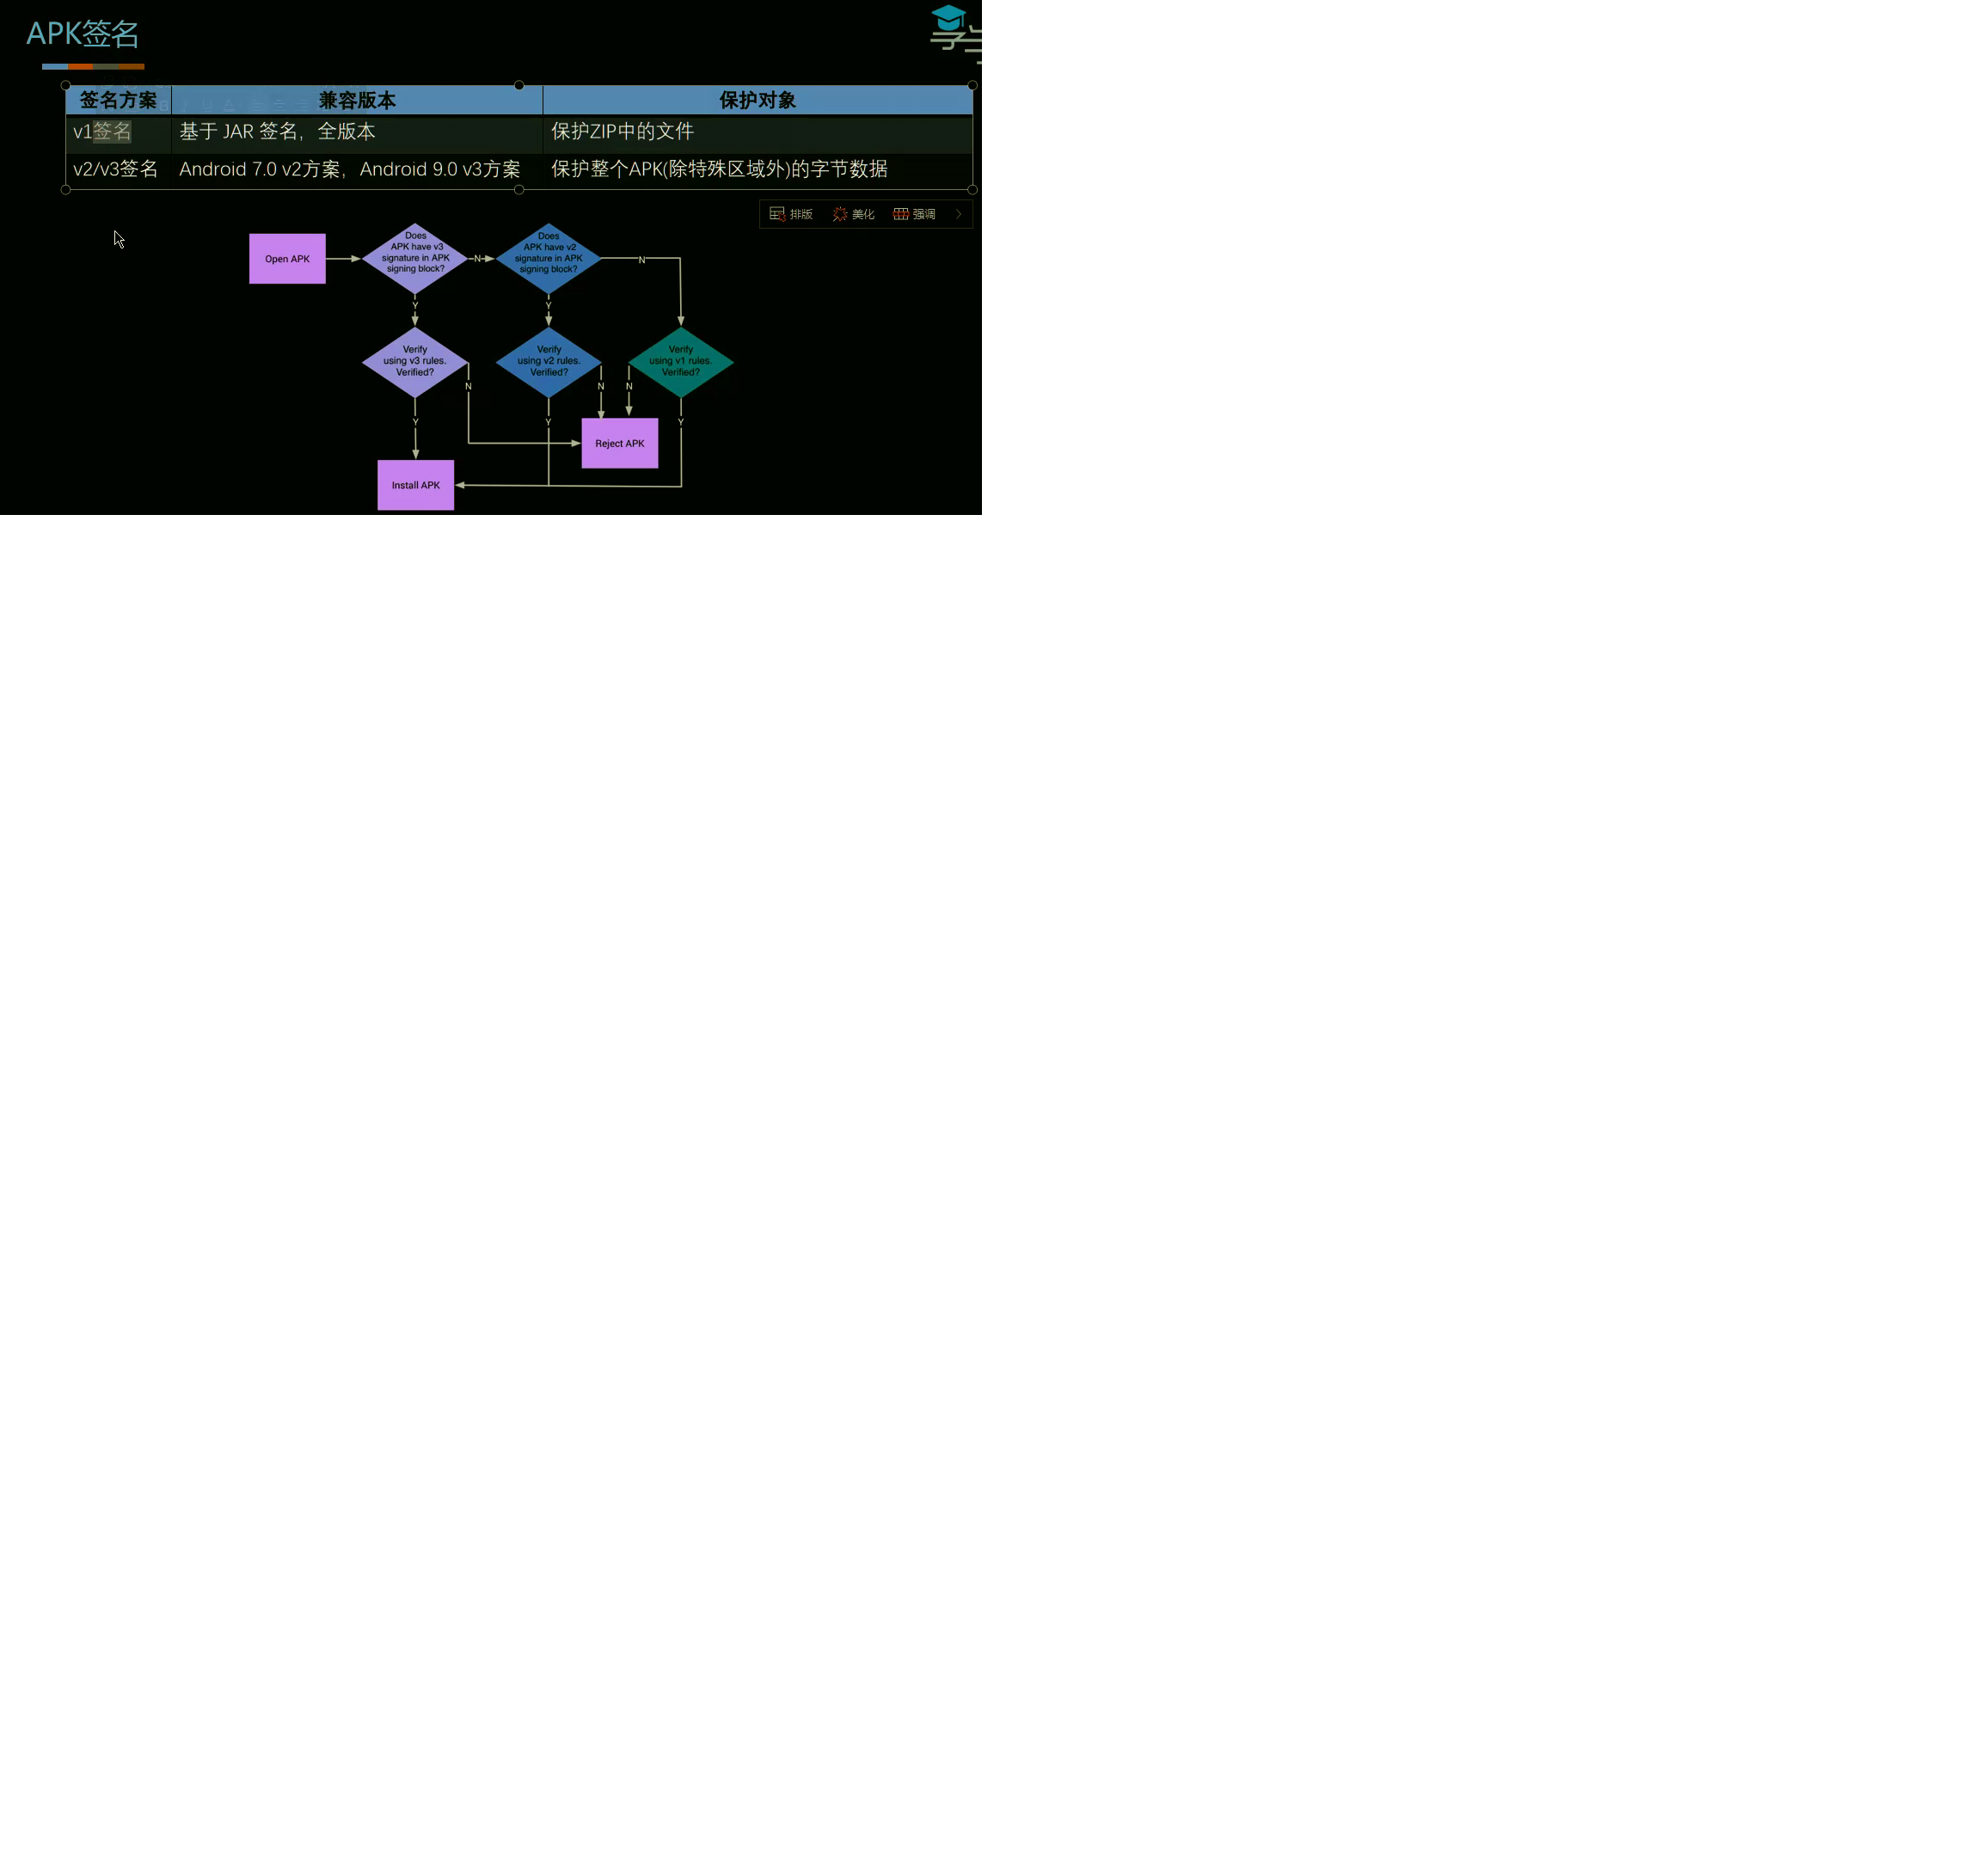 APK签名
签名方案 兼容版本 保护对象
v1签名 基于 JAR 签名，全版本 保护ZIP中的文件
v2/v3签名 Android 7.0 v2方案，Android 9.0 v3方案 保护整个APK(除特殊区域外)的字节数据
排版 美化 强调
Open APK
Does
APK have v3
signature in APK
signing block?
N
Does
APK have v2
signature in APK
signing block?
N
Y
Y
Verify
using v3 rules.
Verified?
Verify
using v2 rules.
Verified?
Verify
using v1 rules.
Verified?
N
N
N
Y
Y
Y
Reject APK
Install APK